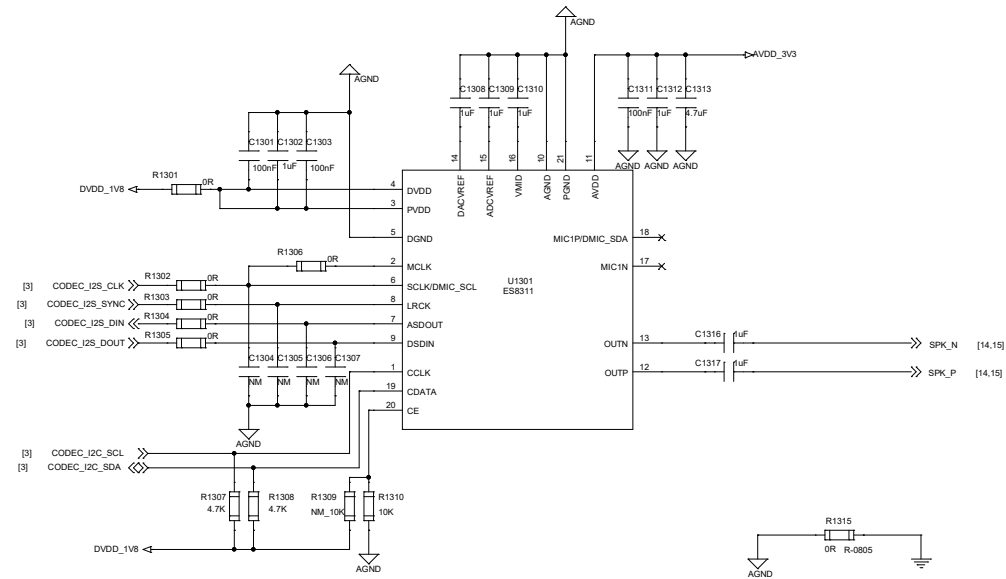 AGND
AVDD_3V3
AGND
C1308
C1309
C1310
1uF
1uF
1uF
C1311
C1312
C1313
100nF
1uF
4.7uF
AGND
AGND
AGND
C1301
C1302
C1303
100nF
1uF
100nF
14
15
16
10
21
11
DACVREF
ADCVREF
VMID
AGND
PGND
AVDD
R1301
0R
DVDD_1V8
4
DVDD
3
PVDD
5
DGND
MIC1P/DMIC_SDA
18
R1306
0R
2
MCLK
MIC1N
17
U1301
ES8311
[3]
CODEC_I2S_CLK
R1302
0R
6
SCLK/DMIC_SCL
[3]
CODEC_I2S_SYNC
R1303
0R
8
LRCK
[3]
CODEC_I2S_DIN
R1304
0R
7
ASDOUT
[3]
CODEC_I2S_DOUT
R1305
0R
9
DSDIN
OUTN
13
C1316
1uF
SPK_N
[14,15]
C1304
C1305
C1306
C1307
NM
NM
NM
NM
1
CCLK
OUTP
12
C1317
1uF
SPK_P
[14,15]
19
CDATA
20
CE
AGND
[3]
CODEC_I2C_SCL
[3]
CODEC_I2C_SDA
R1307
4.7K
R1308
4.7K
R1309
NM_10K
R1310
10K
DVDD_1V8
AGND
R1315
0R
R-0805
AGND